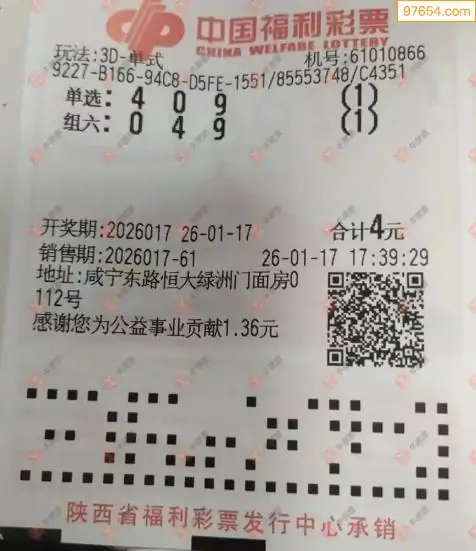 97654.com
中国福利彩票
CHINA WELFARE LOTTERY
玩法:3D-单式 机号:61010866
9227-B166-94C8-D5FE-1551/85553748/C4351
单选: 4 0 9 (1)
组六: 0 4 9 (1)
开奖期:2026017 26-01-17 合计4元
销售期:2026017-61 26-01-17 17:39:29
地址:咸宁东路恒大绿洲门面房0
112号
感谢您为公益事业贡献1.36元
陕西省福利彩票发行中心承销